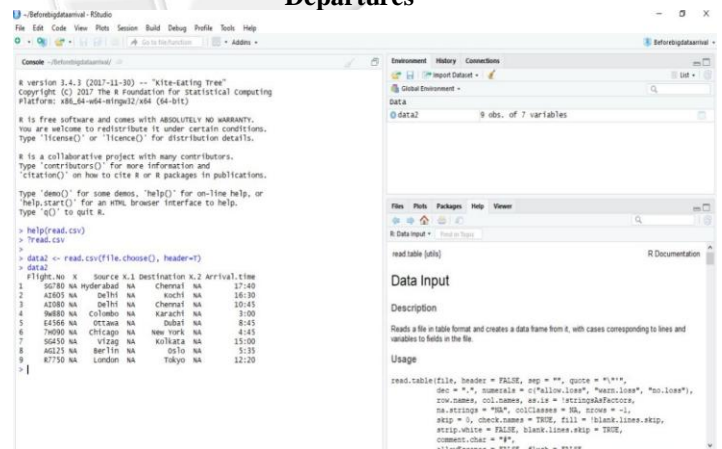 Departures
~/Beforebigdataarrival - RStudio
File Edit Code View Plots Session Build Debug Profile Tools Help
Go to file/function Addins
Beforebigdataarrival
Console ~/Beforebigdataarrival/
R version 3.4.3 (2017-11-30) -- "Kite-Eating Tree"
Copyright (C) 2017 The R Foundation for Statistical Computing
Platform: x86_64-w64-mingw32/x64 (64-bit)
R is free software and comes with ABSOLUTELY NO WARRANTY.
You are welcome to redistribute it under certain conditions.
Type 'license()' or 'licence()' for distribution details.
R is a collaborative project with many contributors.
Type 'contributors()' for more information and
'citation()' on how to cite R or R packages in publications.
Type 'demo()' for some demos, 'help()' for on-line help, or
'help.start()' for an HTML browser interface to help.
Type 'q()' to quit R.
> help(read.csv)
> ?read.csv
>
> data2 <- read.csv(file.choose(), header=T)
> data2
Flight.No X Source X.1 Destination X.2 Arrival.time
1 SG780 NA Hyderabad NA Chennai NA 17:40
2 AI605 NA Delhi NA Kochi NA 16:30
3 AI080 NA Delhi NA Chennai NA 10:45
4 9W880 NA Colombo NA Karachi NA 3:00
5 E4566 NA Ottawa NA Dubai NA 8:45
6 7H090 NA Chicago NA New York NA 4:45
7 SG450 NA Vizag NA Kolkata NA 15:00
8 AG125 NA Berlin NA Oslo NA 5:35
9 K7750 NA London NA Tokyo NA 12:20
>
Environment History Connections
Import Dataset List
Global Environment
Data
data2 9 obs. of 7 variables
Files Plots Packages Help Viewer
R: Data Input Find in Topic
read.table {utils} R Documentation
Data Input
Description
Reads a file in table format and creates a data frame from it, with cases corresponding to lines and
variables to fields in the file.
Usage
read.table(file, header = FALSE, sep = "", quote = "\"'",
dec = ".", numerals = c("allow.loss", "warn.loss", "no.loss"),
row.names, col.names, as.is = !stringsAsFactors,
na.strings = "NA", colClasses = NA, nrows = -1,
skip = 0, check.names = TRUE, fill = !blank.lines.skip,
strip.white = FALSE, blank.lines.skip = TRUE,
comment.char = "#",